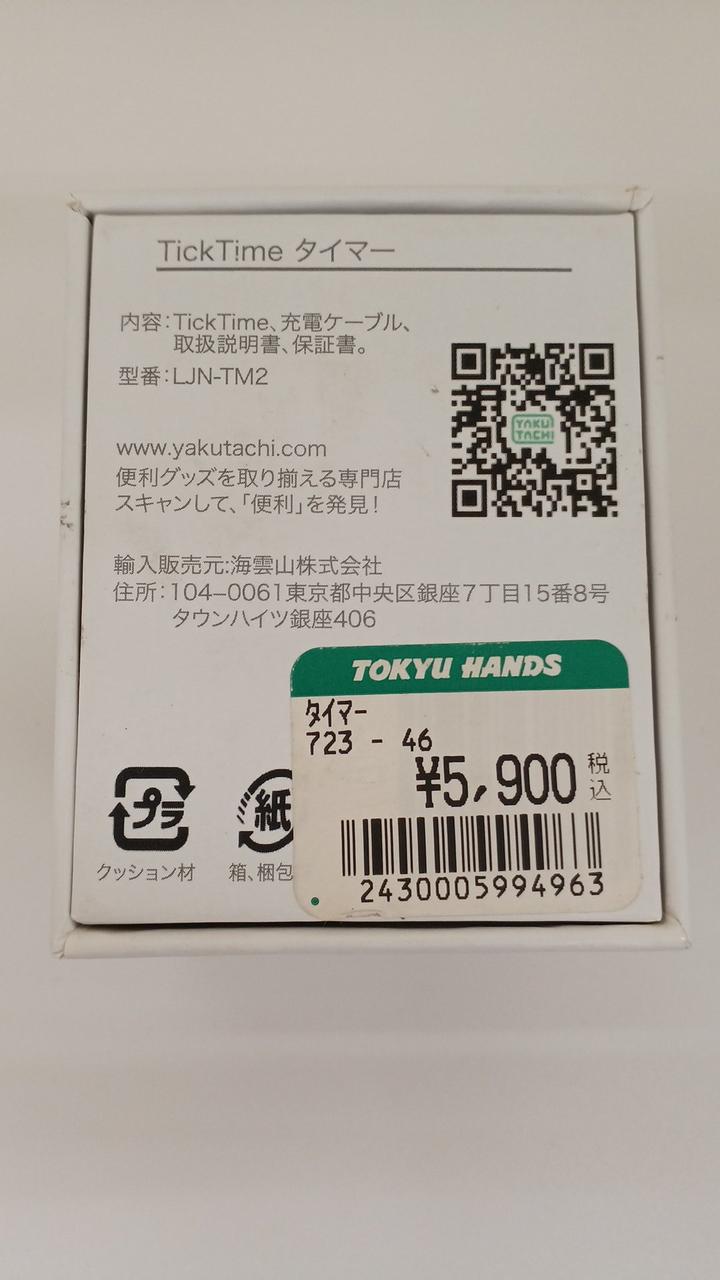 TickT!me タイマー
内容：TickTime、充電ケーブル、
取扱説明書、保証書。
型番：LJN-TM2
YAKU
TACHI
www.yakutachi.com
便利グッズを取り揃える専門店
スキャンして、「便利」を発見！
輸入販売元:海雲山株式会社
住所：104-0061東京都中央区銀座7丁目15番8号
タウンハイツ銀座406
TOKYU HANDS
タイマー
723 - 46
¥5,900 税込
2430005994963
プラ
紙
クッション材
箱、梱包